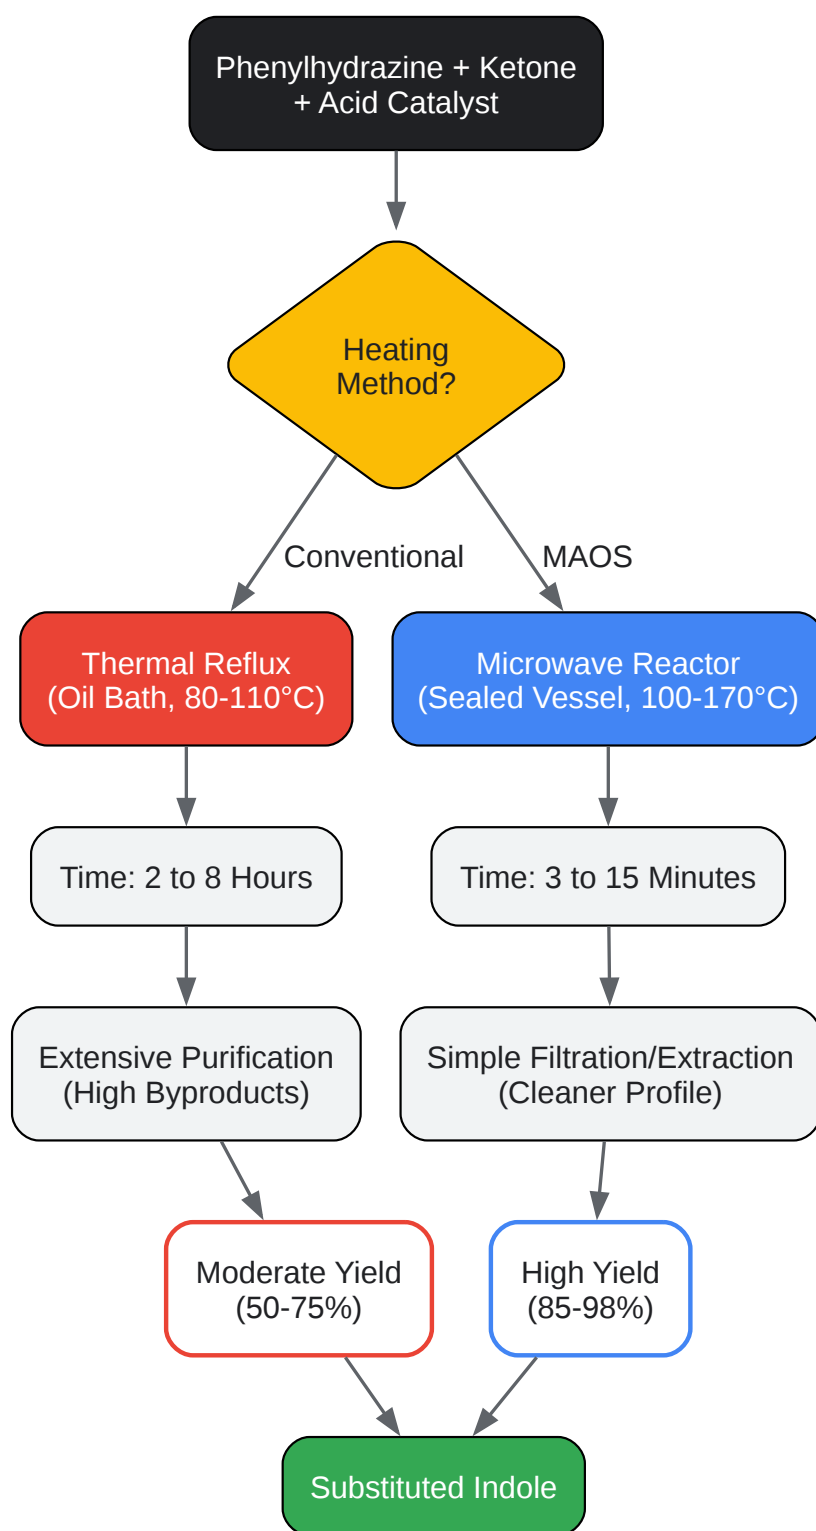 Phenylhydrazine + Ketone
+ Acid Catalyst
Heating
Method?
Conventional
MAOS
Thermal Reflux
(Oil Bath, 80-110°C)
Microwave Reactor
(Sealed Vessel, 100-170°C)
Time: 2 to 8 Hours
Time: 3 to 15 Minutes
Extensive Purification
(High Byproducts)
Simple Filtration/Extraction
(Cleaner Profile)
Moderate Yield
(50-75%)
High Yield
(85-98%)
Substituted Indole